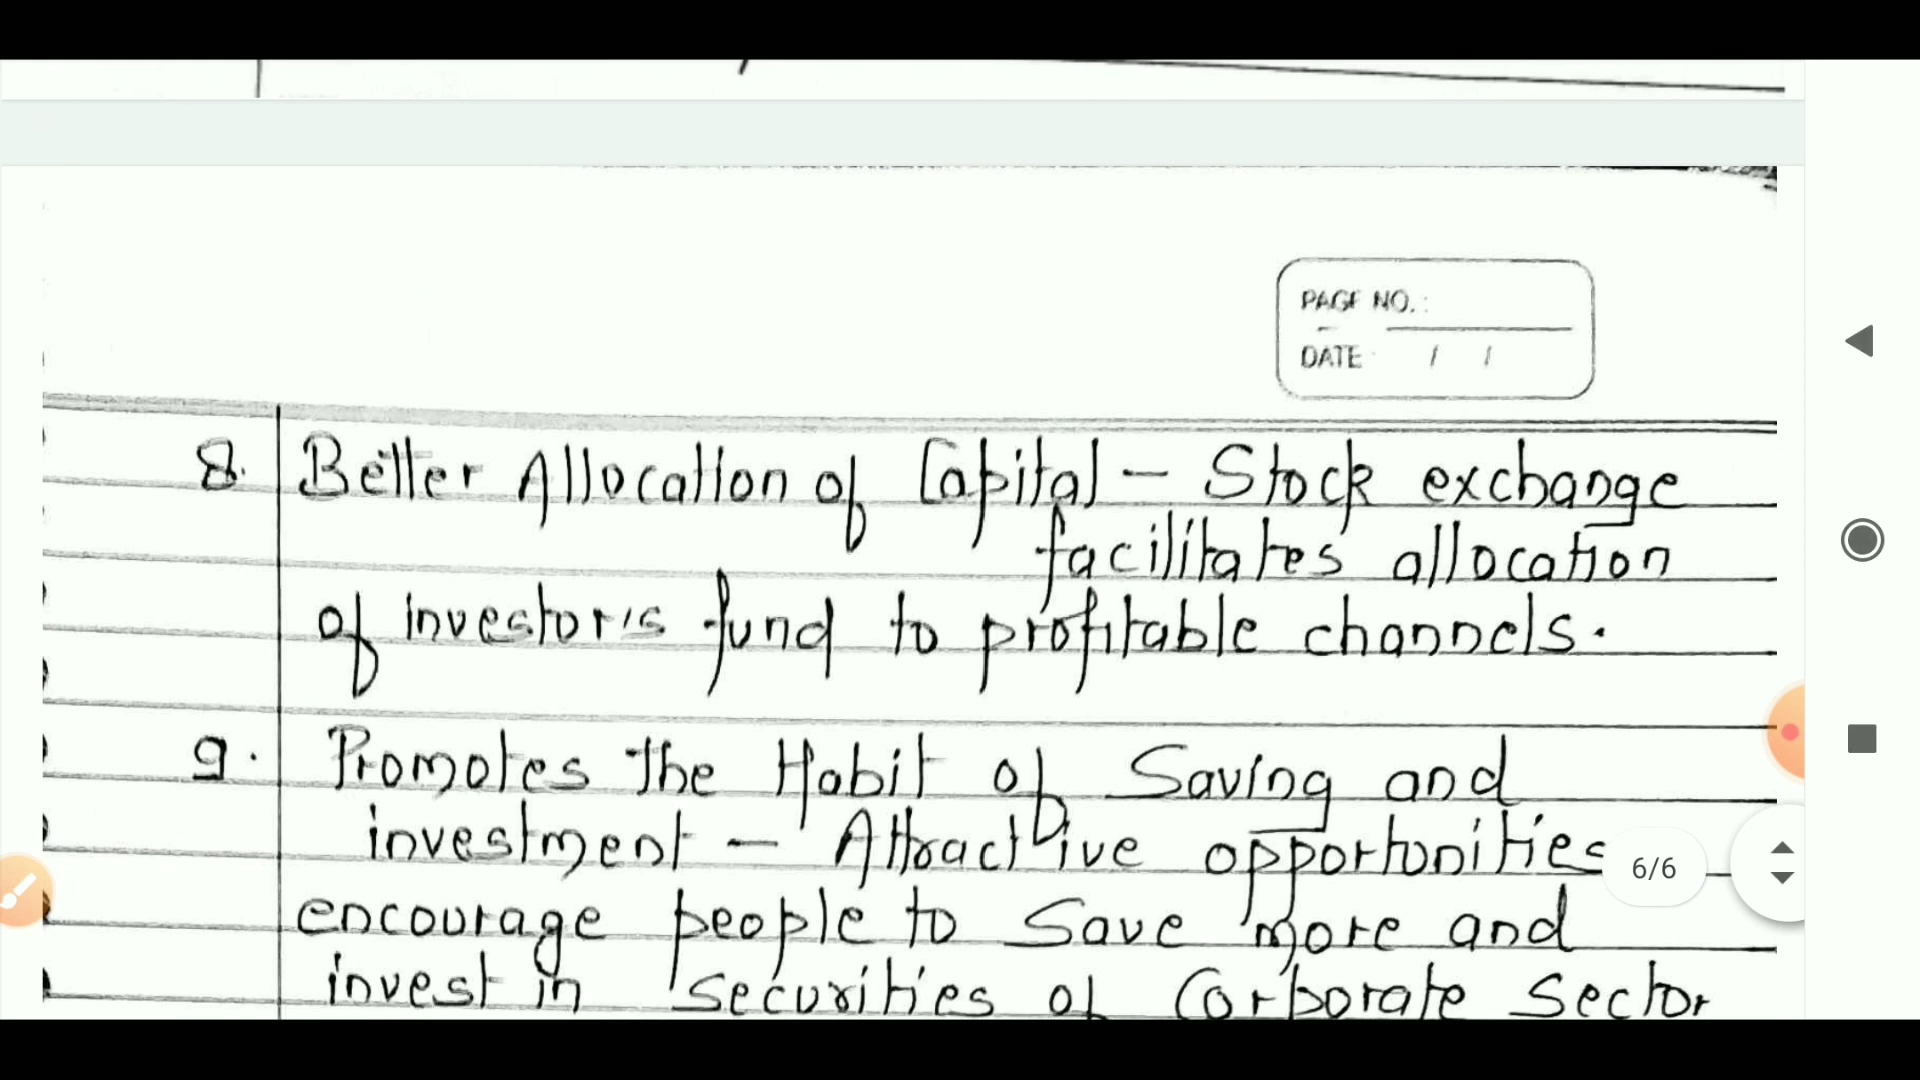 PAGE NO.:
DATE: / /
8. Better Allocation of Capital - Stock exchange
facilitates allocation
of investor's fund to profitable channels.
9. Promotes the Habit of Saving and
investment - Attractive opportunities
6/6
encourage people to save more and
invest in securities of Corporate Sector